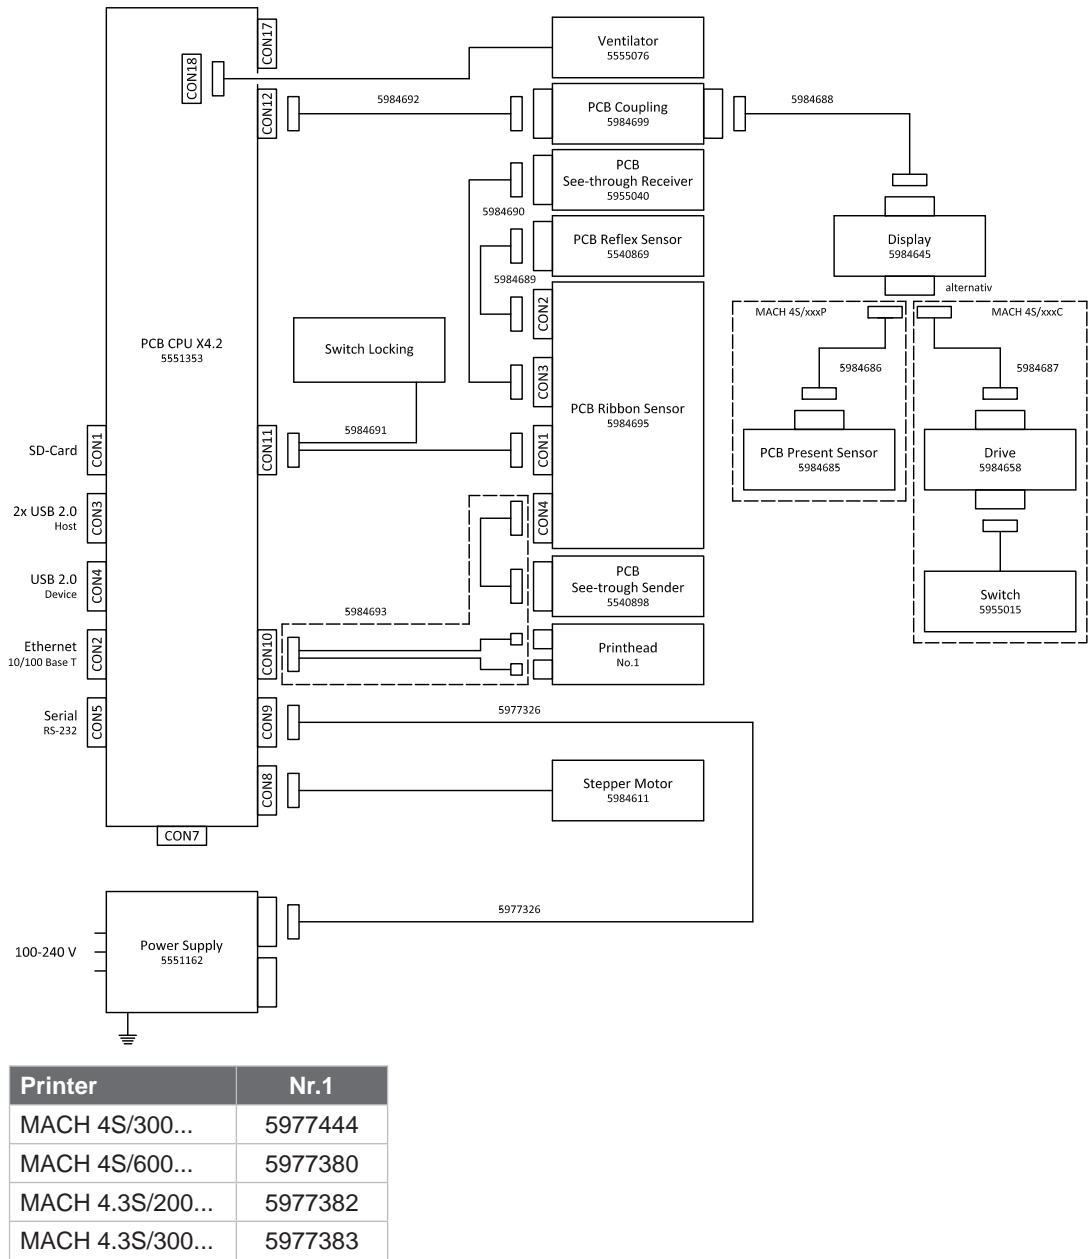 CON17
Ventilator
5555076
CON18
CON12
5984692
PCB Coupling
5984699
5984688
PCB
See-through Receiver
5955040
5984690
PCB Reflex Sensor
5540869
Display
5984645
5984689
alternativ
CON2
MACH 4S/xxxP
MACH 4S/xxxC
PCB CPU X4.2
5551353
Switch Locking
CON3
5984686
5984687
PCB Ribbon Sensor
5984695
SD-Card
CON1
CON11
5984691
CON1
PCB Present Sensor
5984685
Drive
5984658
2x USB 2.0
Host
CON3
CON4
USB 2.0
Device
CON4
PCB
See-trough Sender
5540898
Switch
5955015
5984693
Ethernet
10/100 Base T
CON2
CON10
Printhead
No.1
Serial
RS-232
CON5
CON9
5977326
CON8
Stepper Motor
5984611
CON7
5977326
100-240 V
Power Supply
5551162
Printer Nr.1
MACH 4S/300... 5977444
MACH 4S/600... 5977380
MACH 4.3S/200... 5977382
MACH 4.3S/300... 5977383